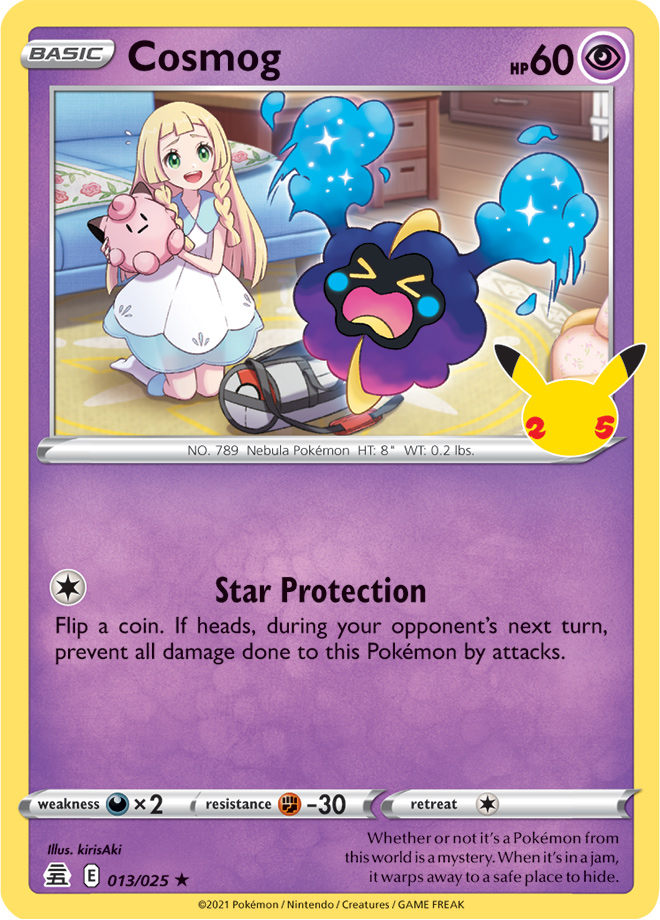 BASIC Cosmog HP60
25
NO. 789 Nebula Pokémon HT: 8" WT: 0.2 lbs.
Star Protection
Flip a coin. If heads, during your opponent's next turn,
prevent all damage done to this Pokémon by attacks.
weakness ×2 resistance -30 retreat
Whether or not it's a Pokémon from
this world is a mystery. When it's in a jam,
it warps away to a safe place to hide.
Illus. kirisAki
五 E 013/025 ★
©2021 Pokémon / Nintendo / Creatures / GAME FREAK